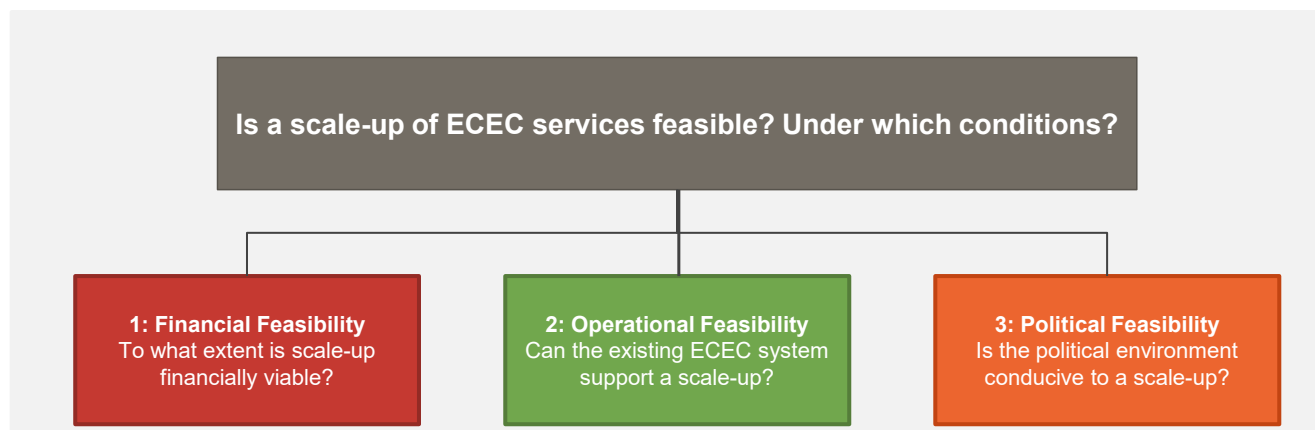 Is a scale-up of ECEC services feasible? Under which conditions?
1: Financial Feasibility
To what extent is scale-up
financially viable?
2: Operational Feasibility
Can the existing ECEC system
support a scale-up?
3: Political Feasibility
Is the political environment
conducive to a scale-up?